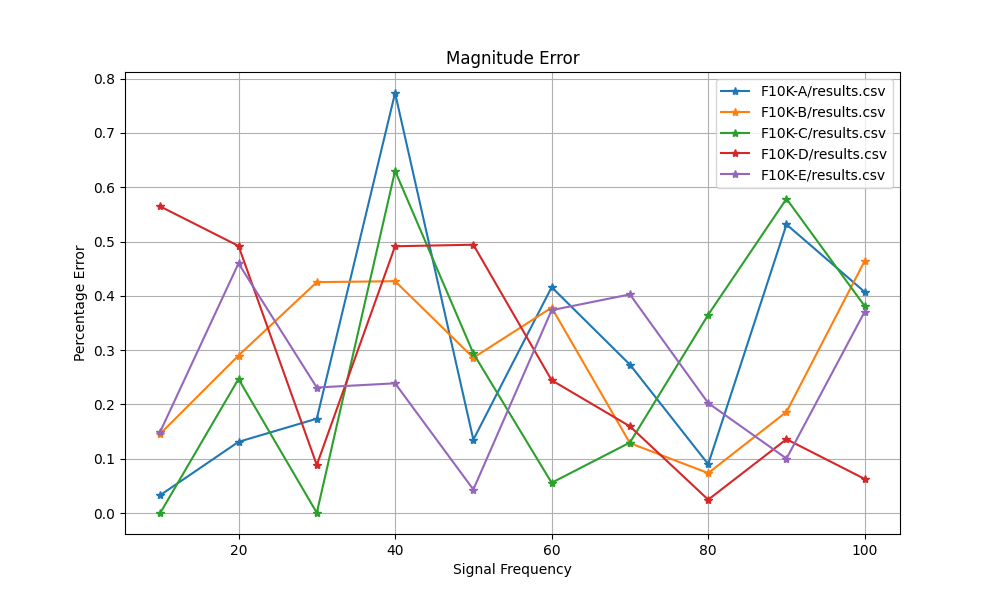 Magnitude Error
Percentage Error
0.8
0.7
0.6
0.5
0.4
0.3
0.2
0.1
0.0
F10K-A/results.csv
F10K-B/results.csv
F10K-C/results.csv
F10K-D/results.csv
F10K-E/results.csv
20 40 60 80 100
Signal Frequency